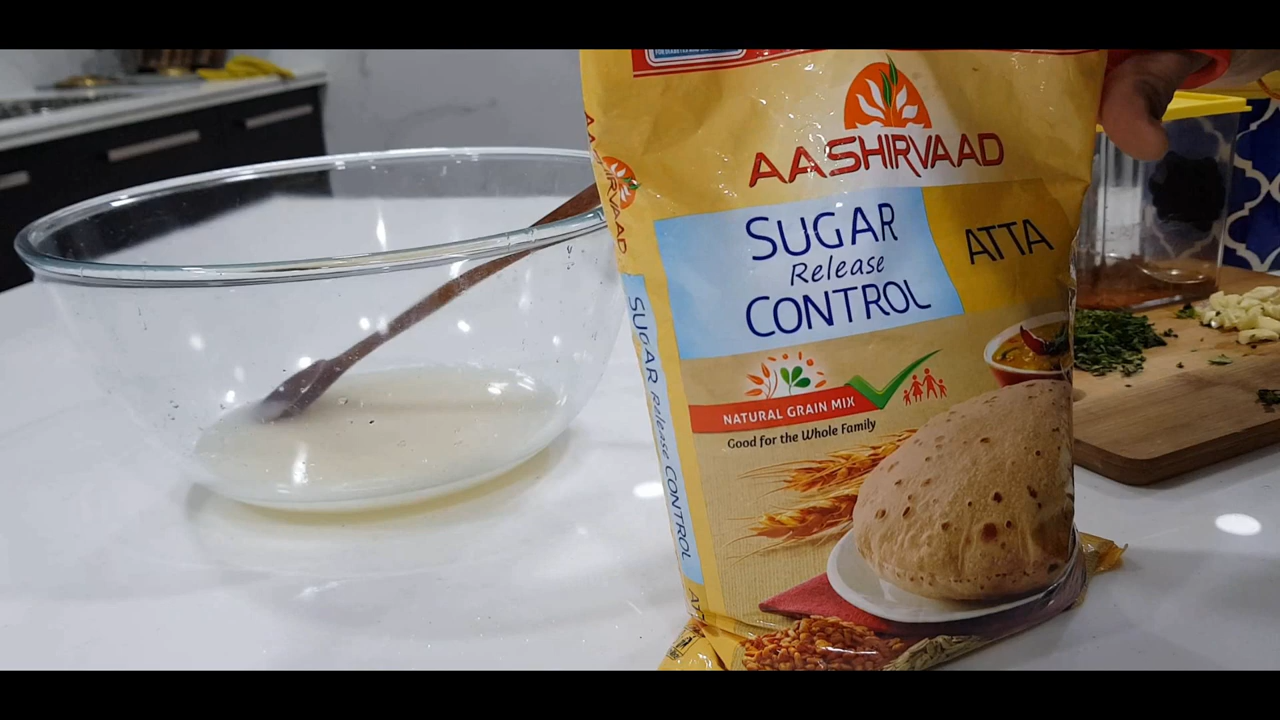 AASHIRVAAD
SUGAR
Release
CONTROL
ATTA
NATURAL GRAIN MIX
Good for the Whole Family
AASHIRVAAD
SUGAR Release CONTROL